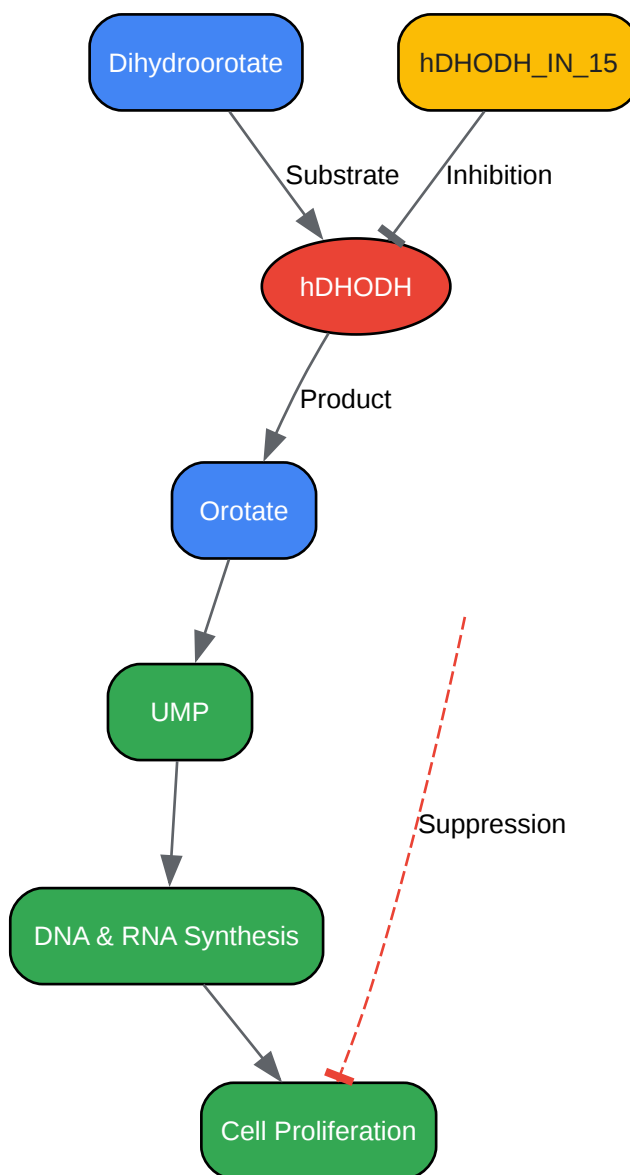 Dihydroorotate
hDHODH_IN_15
Substrate
Inhibition
hDHODH
Product
Orotate
UMP
Suppression
DNA & RNA Synthesis
Cell Proliferation